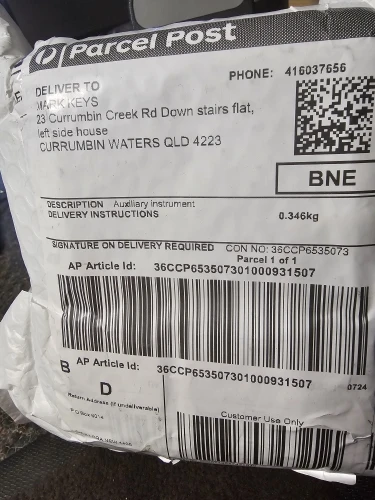 Parcel Post
PHONE: 416037656
DELIVER TO
MARK KEYS
23 Currumbin Creek Rd Down stairs flat,
left side house
CURRUMBIN WATERS QLD 4223
BNE
DESCRIPTION Auxiliary instrument
DELIVERY INSTRUCTIONS 0.346kg
SIGNATURE ON DELIVERY REQUIRED CON NO: 36CCP6535073
Parcel 1 of 1
AP Article Id: 36CCP653507301000931507
AP Article Id: 36CCP653507301000931507
B
0724
D
Return Address (if undeliverable)
Customer Use Only